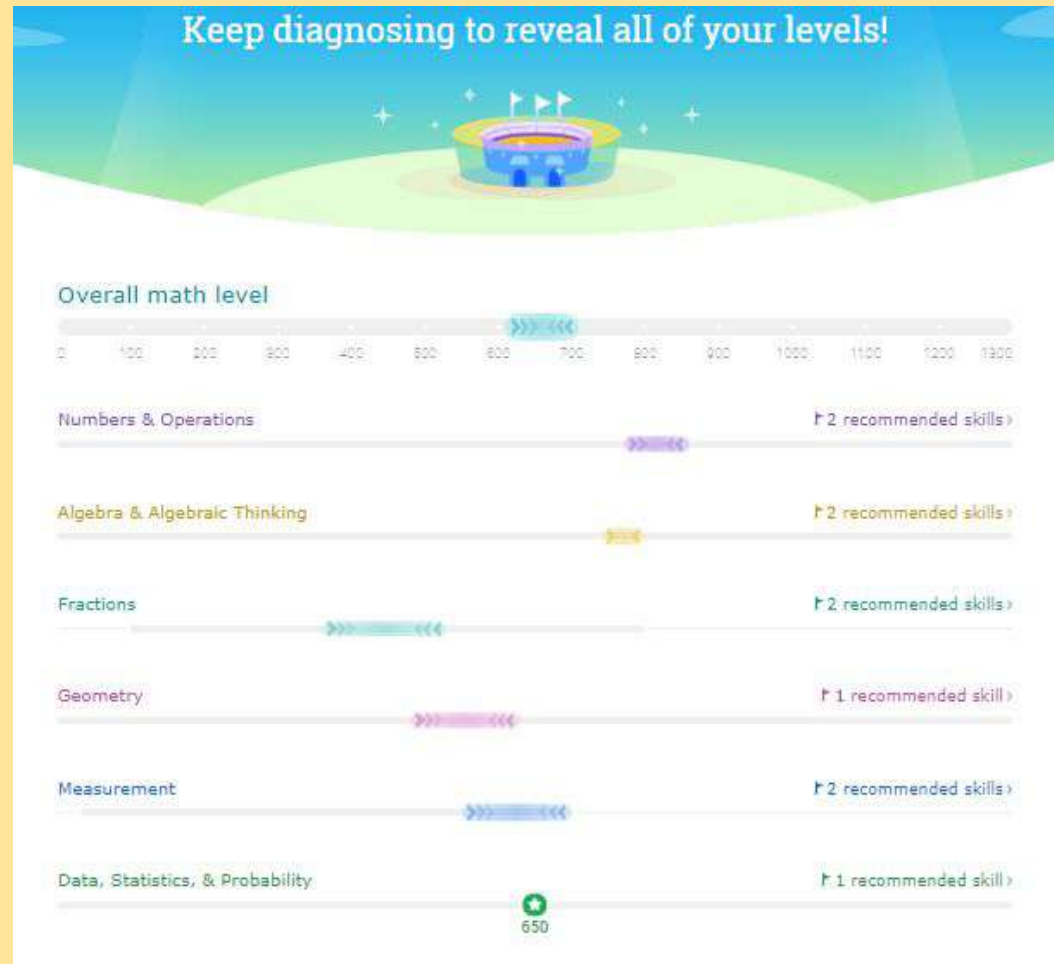 Keep diagnosing to reveal all of your levels!
Overall math level
0 100 200 300 400 500 600 700 800 900 1000 1100 1200 1300
Numbers & Operations 2 recommended skills ›
Algebra & Algebraic Thinking 2 recommended skills ›
Fractions 2 recommended skills ›
Geometry 1 recommended skill ›
Measurement 2 recommended skills ›
Data, Statistics, & Probability 1 recommended skill ›
650